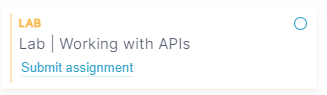 LAB
Lab | Working with APIs
Submit assignment